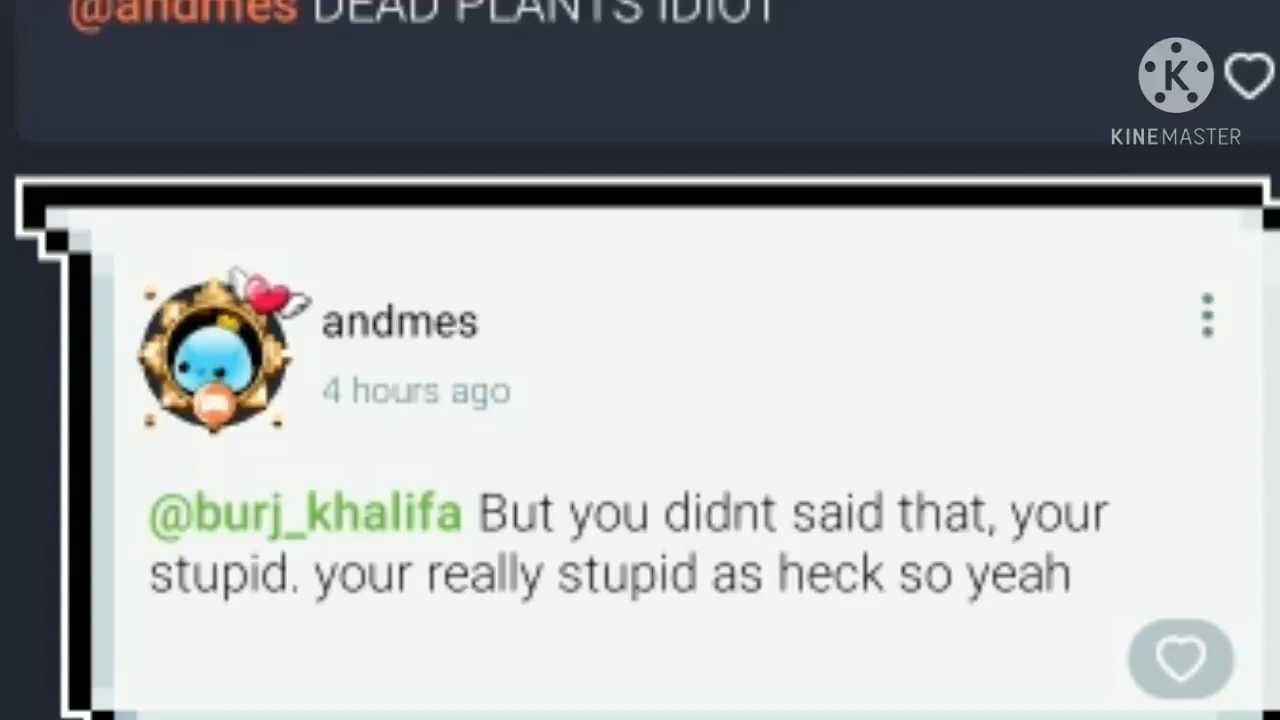 @andmes DEAD PLANTS IDIOT
K
KINEMASTER
andmes
4 hours ago
@burj_khalifa But you didnt said that, your
stupid. your really stupid as heck so yeah